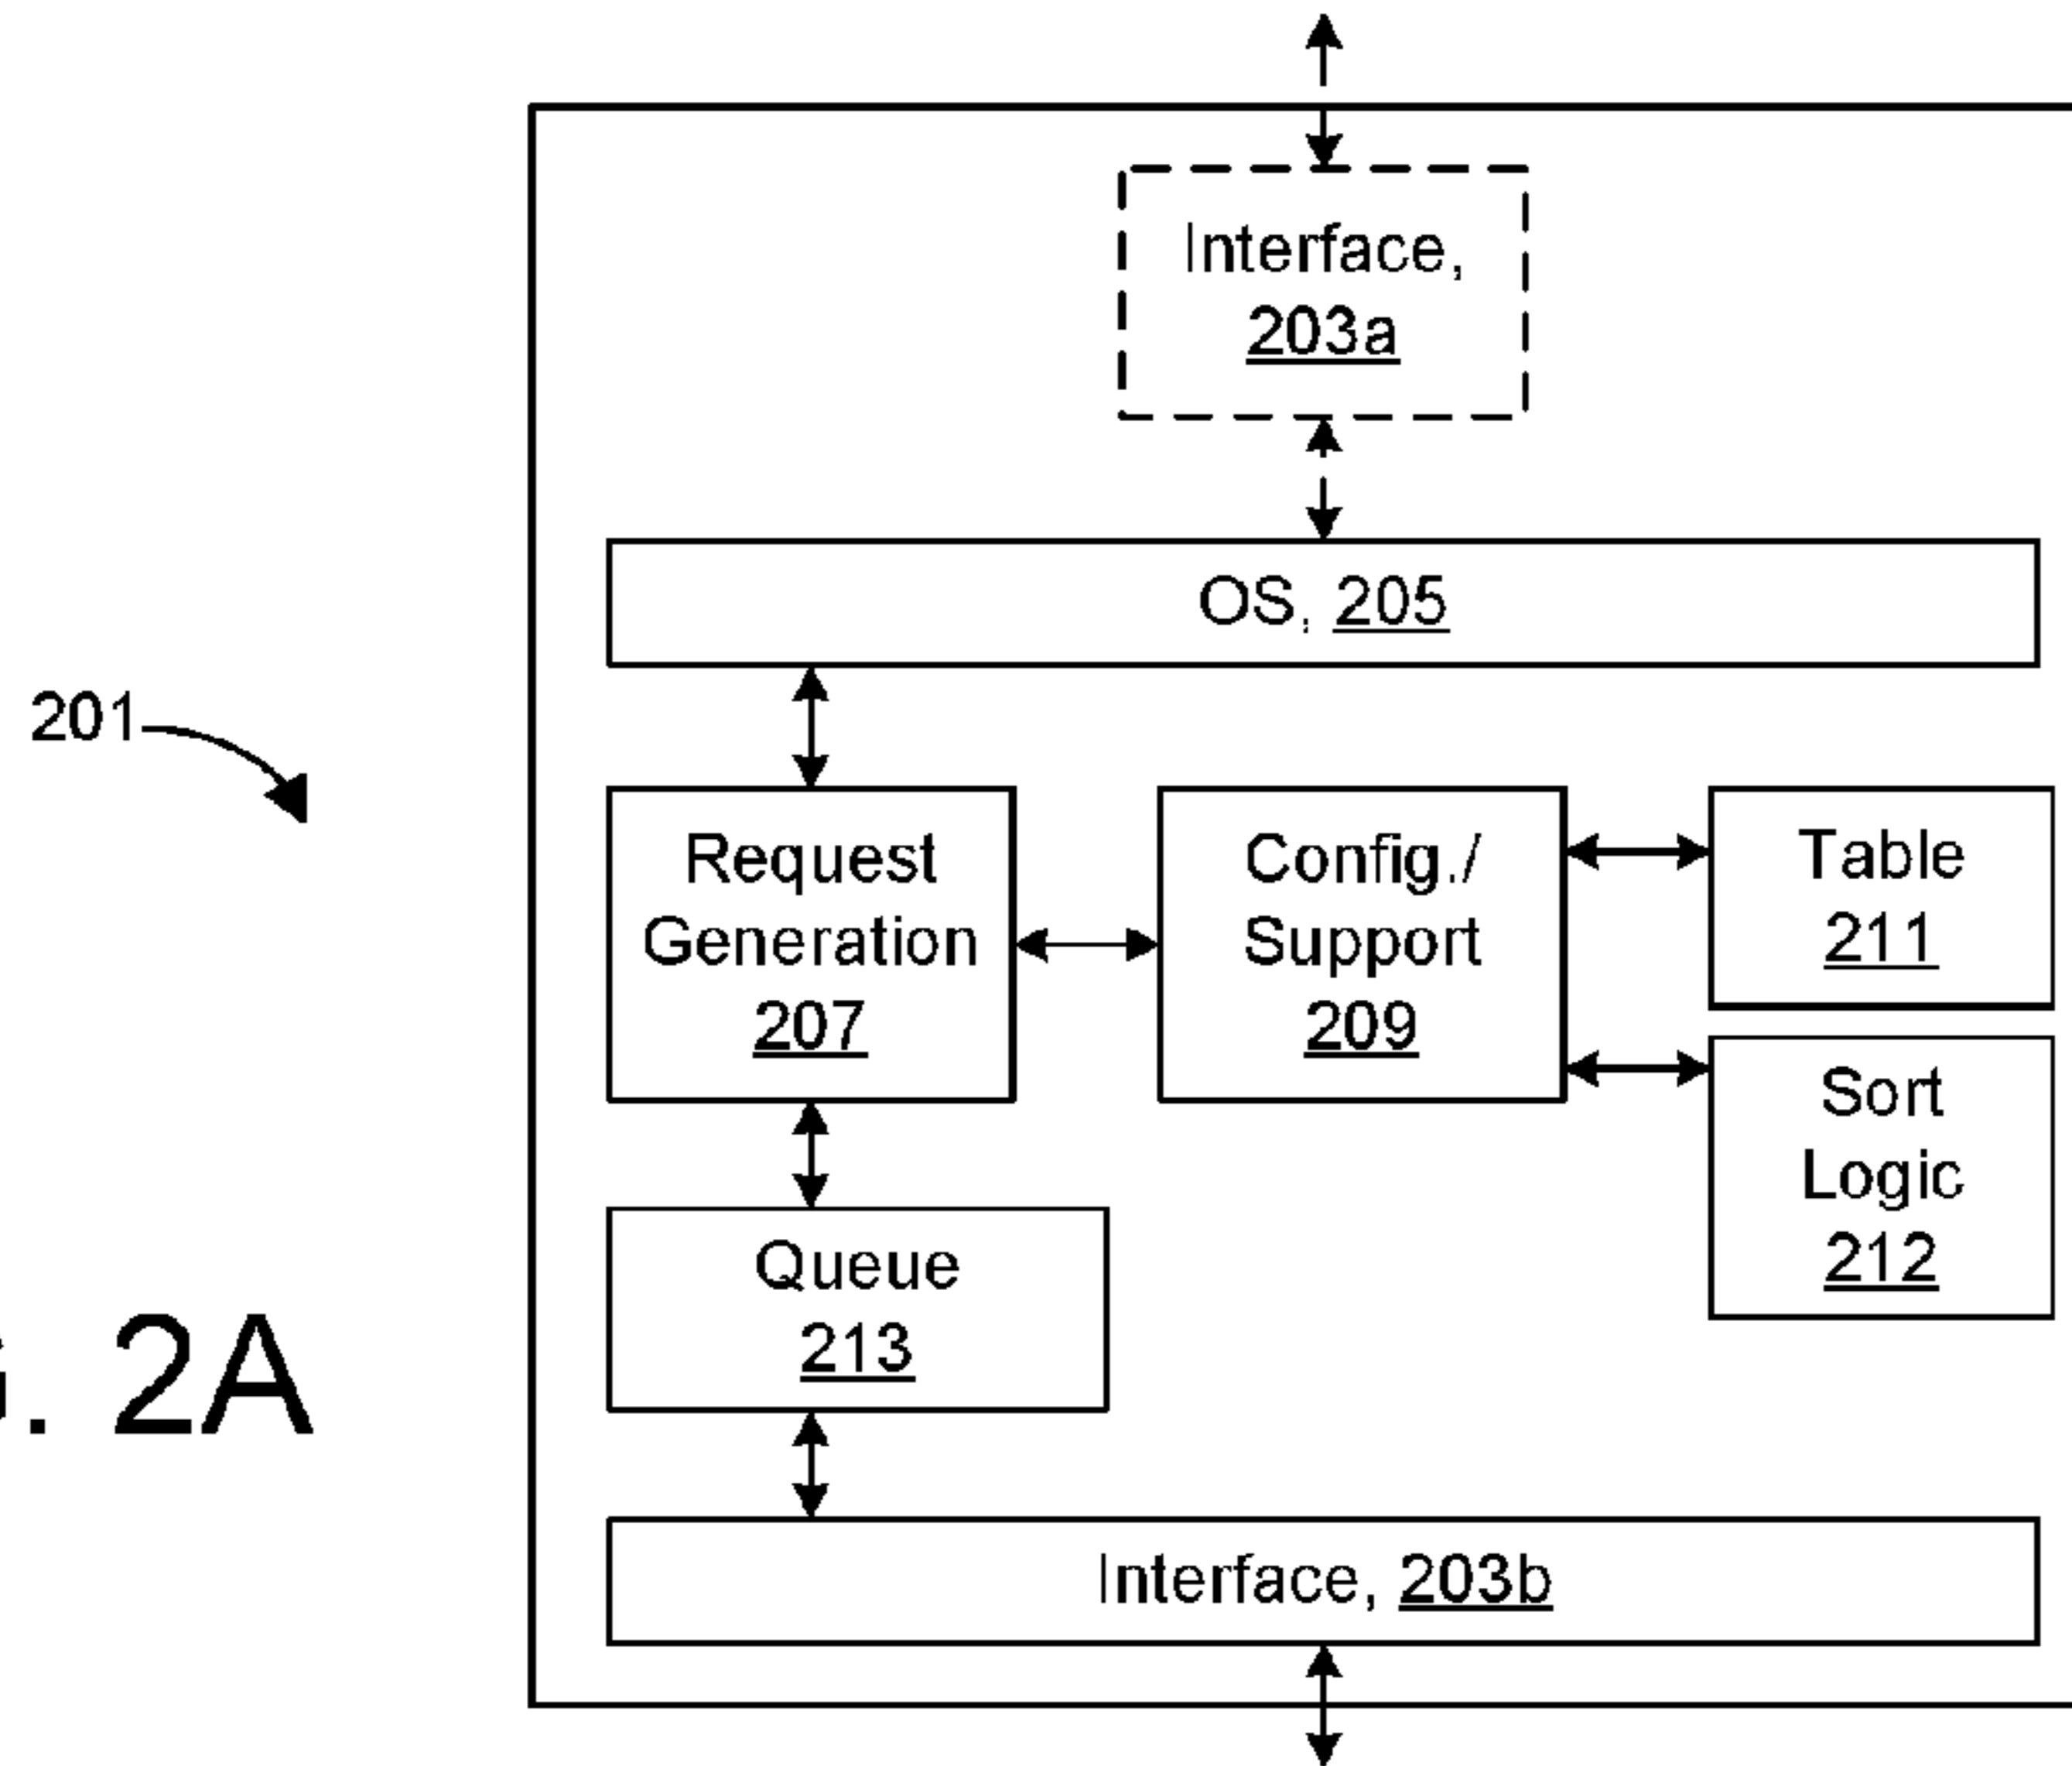 Interface,
203a
OS, 205
201
Request
Generation
207
Config./
Support
209
Table
211
Sort
Logic
212
Queue
213
2A
Interface, 203b